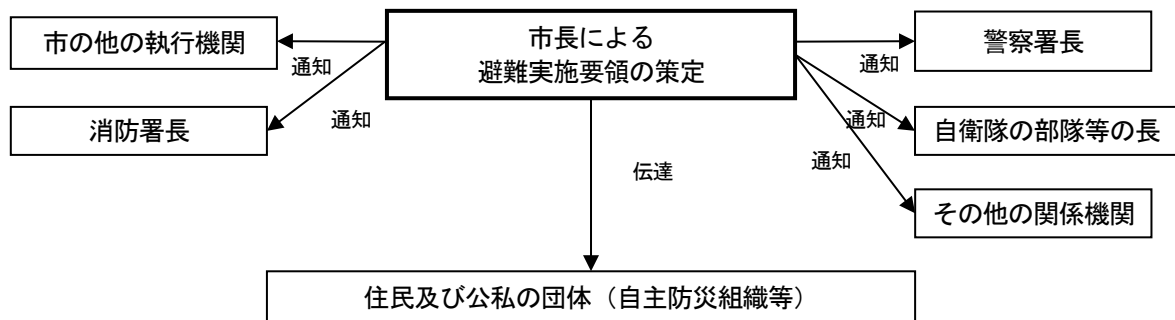 市の他の執行機関
通知
消防署長
通知
市長による
避難実施要領の策定
伝達
警察署長
通知
自衛隊の部隊等の長
通知
その他の関係機関
通知
住民及び公私の団体（自主防災組織等）